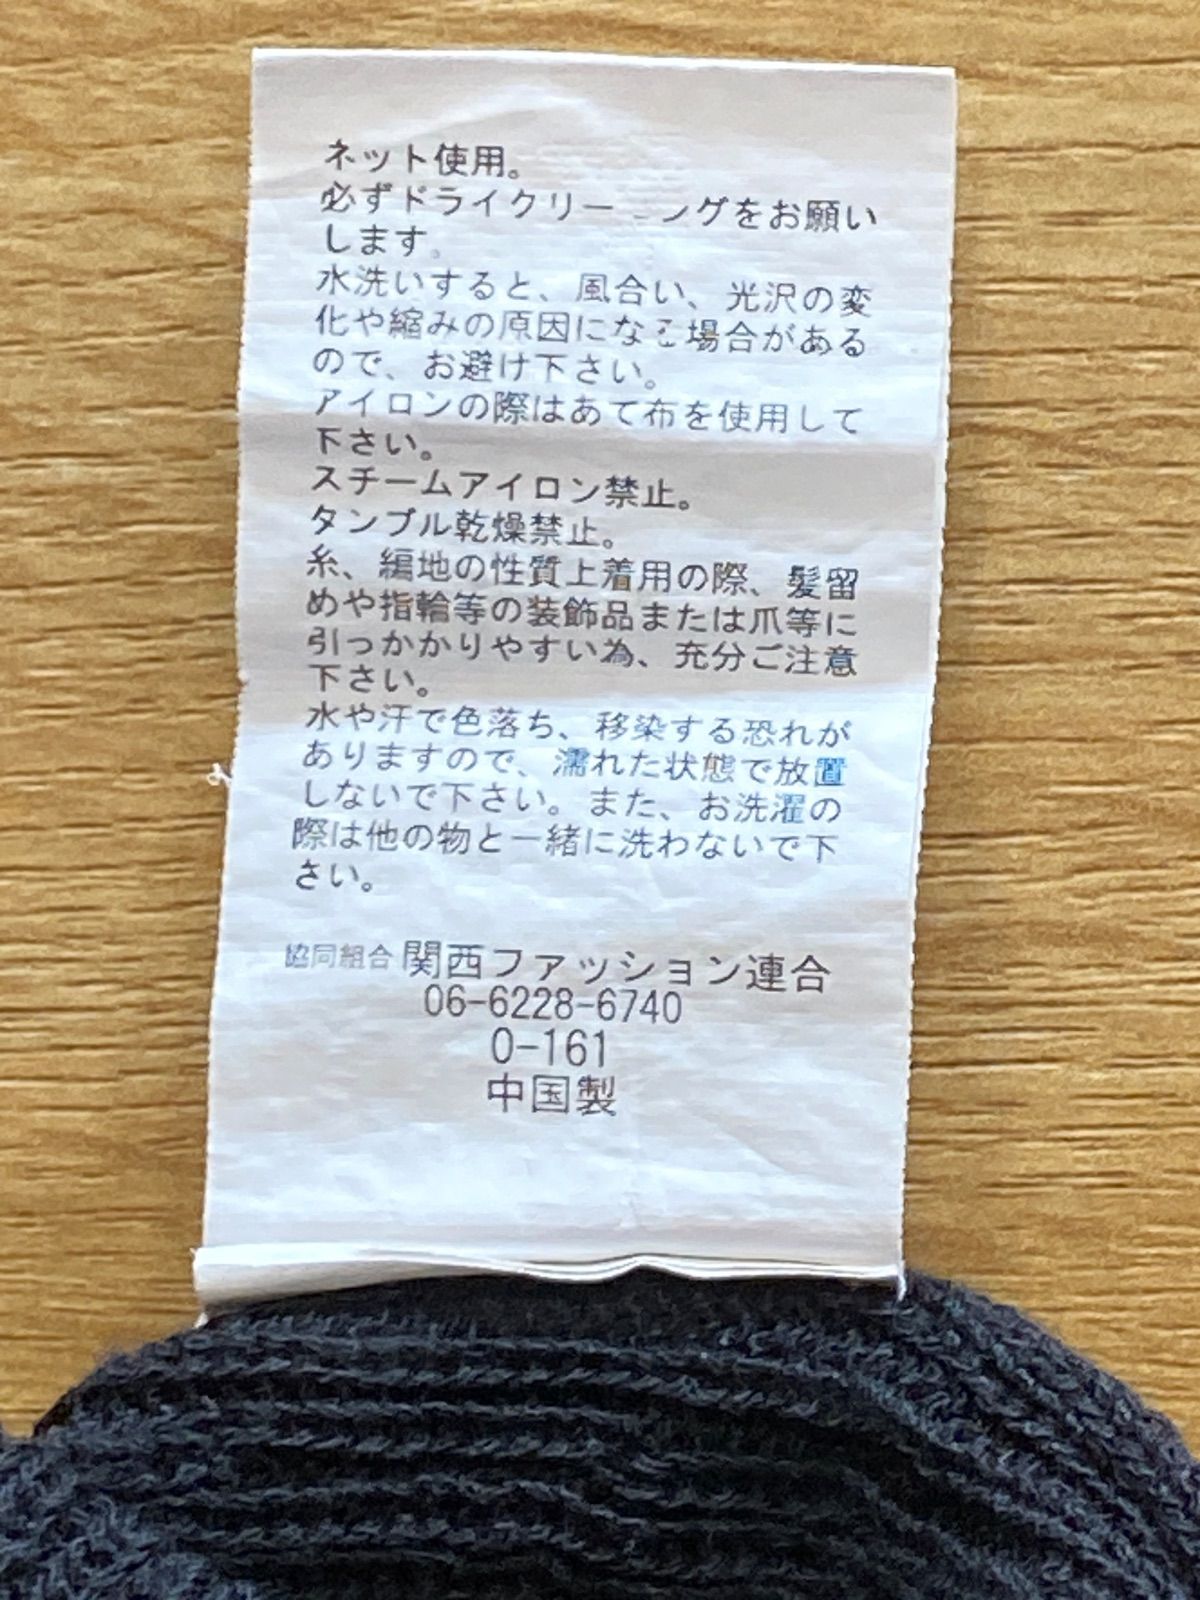 ネット使用。
必ずドライクリーニングをお願い
します。
水洗いすると、風合い、光沢の変
化や縮みの原因になる場合がある
ので、お避け下さい。
アイロンの際はあて布を使用して
下さい。
スチームアイロン禁止。
タンブル乾燥禁止。
糸、編地の性質上着用の際、髪留
めや指輪等の装飾品または爪等に
引っかかりやすい為、充分ご注意
下さい。
水や汗で色落ち、移染する恐れが
ありますので、濡れた状態で放置
しないで下さい。また、お洗濯の
際は他の物と一緒に洗わないで下
さい。
協同組合 関西ファッション連合
06-6228-6740
0-161
中国製